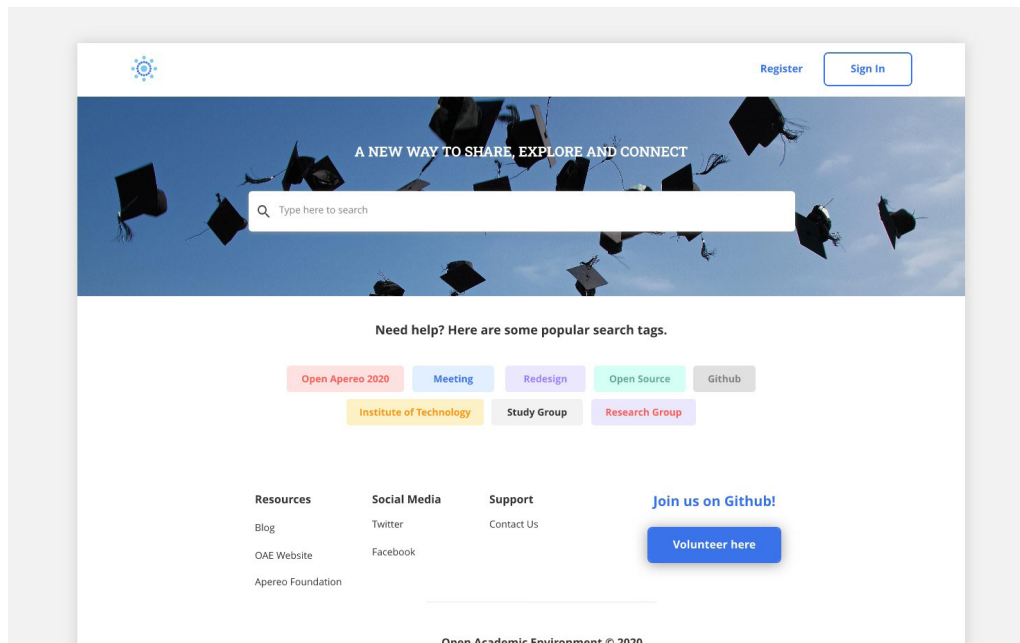 Register
Sign In
A NEW WAY TO SHARE, EXPLORE AND CONNECT
Type here to search
Need help? Here are some popular search tags.
Open Apereo 2020 Meeting Redesign Open Source Github
Institute of Technology Study Group Research Group
Resources
Blog
OAE Website
Apereo Foundation
Social Media
Twitter
Facebook
Support
Contact Us
Join us on Github!
Volunteer here
Open Academic Environment © 2020